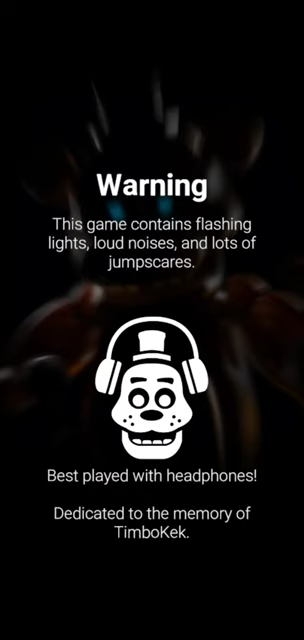 Warning
This game contains flashing
lights, loud noises, and lots of
jumpscares.
Best played with headphones!
Dedicated to the memory of
TimboKek.